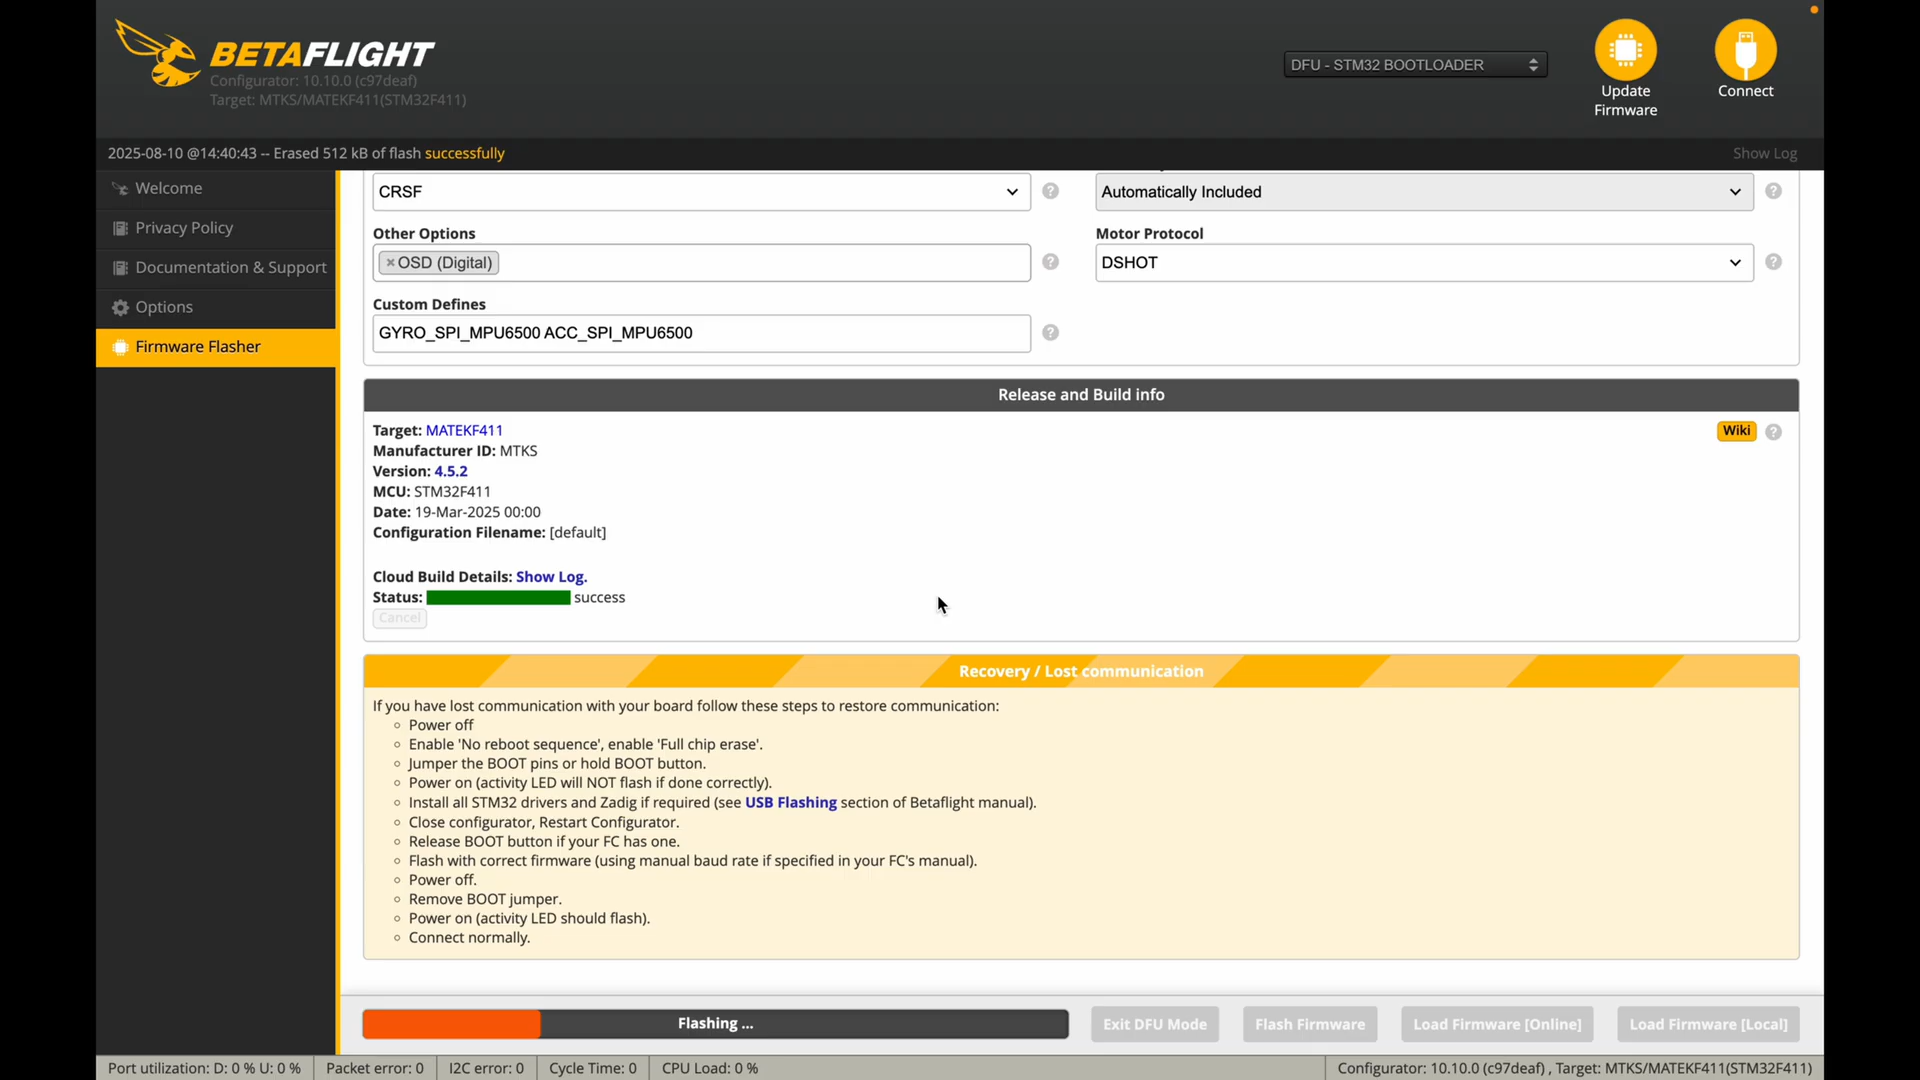 BETAFLIGHT
Configurator: 10.10.0 (c97deaf)
Target: MTKS/MATEKF411(STM32F411)
DFU - STM32 BOOTLOADER
Update
Firmware
Connect
2025-08-10 @14:40:43 -- Erased 512 kB of flash successfully
Show Log
Welcome
Privacy Policy
Documentation & Support
Options
Firmware Flasher
CRSF
Automatically Included
Other Options
Motor Protocol
×OSD (Digital)
DSHOT
Custom Defines
GYRO_SPI_MPU6500 ACC_SPI_MPU6500
Release and Build info
Target: MATEKF411
Wiki
Manufacturer ID: MTKS
Version: 4.5.2
MCU: STM32F411
Date: 19-Mar-2025 00:00
Configuration Filename: [default]
Cloud Build Details: Show Log.
Status: success
Cancel
Recovery / Lost communication
If you have lost communication with your board follow these steps to restore communication:
Power off
Enable 'No reboot sequence', enable 'Full chip erase'.
Jumper the BOOT pins or hold BOOT button.
Power on (activity LED will NOT flash if done correctly).
Install all STM32 drivers and Zadig if required (see USB Flashing section of Betaflight manual).
Close configurator, Restart Configurator.
Release BOOT button if your FC has one.
Flash with correct firmware (using manual baud rate if specified in your FC's manual).
Power off.
Remove BOOT jumper.
Power on (activity LED should flash).
Connect normally.
Flashing ...
Exit DFU Mode
Flash Firmware
Load Firmware [Online]
Load Firmware [Local]
Port utilization: D: 0 % U: 0 %
Packet error: 0
I2C error: 0
Cycle Time: 0
CPU Load: 0 %
Configurator: 10.10.0 (c97deaf) , Target: MTKS/MATEKF411(STM32F411)